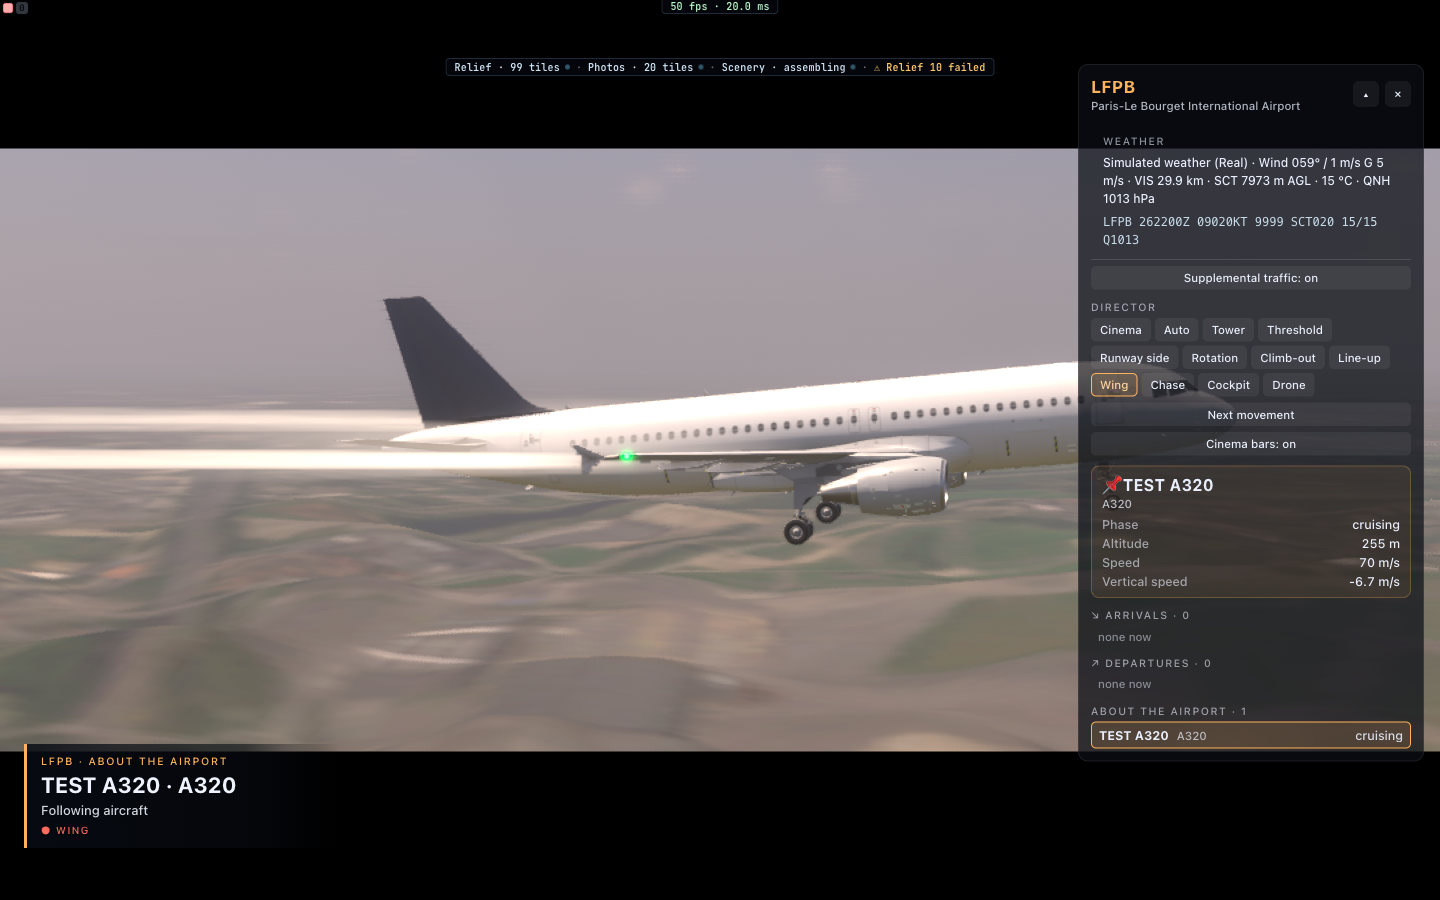 0
50 fps · 20.0 ms
Relief · 99 tiles · Photos · 20 tiles · Scenery · assembling · ⚠ Relief 10 failed
LFPB
Paris-Le Bourget International Airport
▲
✕
WEATHER
Simulated weather (Real) · Wind 059° / 1 m/s G 5
m/s · VIS 29.9 km · SCT 7973 m AGL · 15 °C · QNH
1013 hPa
LFPB 262200Z 09020KT 9999 SCT020 15/15
Q1013
Supplemental traffic: on
DIRECTOR
Cinema Auto Tower Threshold
Runway side Rotation Climb-out Line-up
Wing Chase Cockpit Drone
Next movement
Cinema bars: on
📌TEST A320
A320
Phase cruising
Altitude 255 m
Speed 70 m/s
Vertical speed -6.7 m/s
↘ ARRIVALS · 0
none now
↗ DEPARTURES · 0
none now
ABOUT THE AIRPORT · 1
TEST A320 A320 cruising
LFPB · ABOUT THE AIRPORT
TEST A320 · A320
Following aircraft
● WING